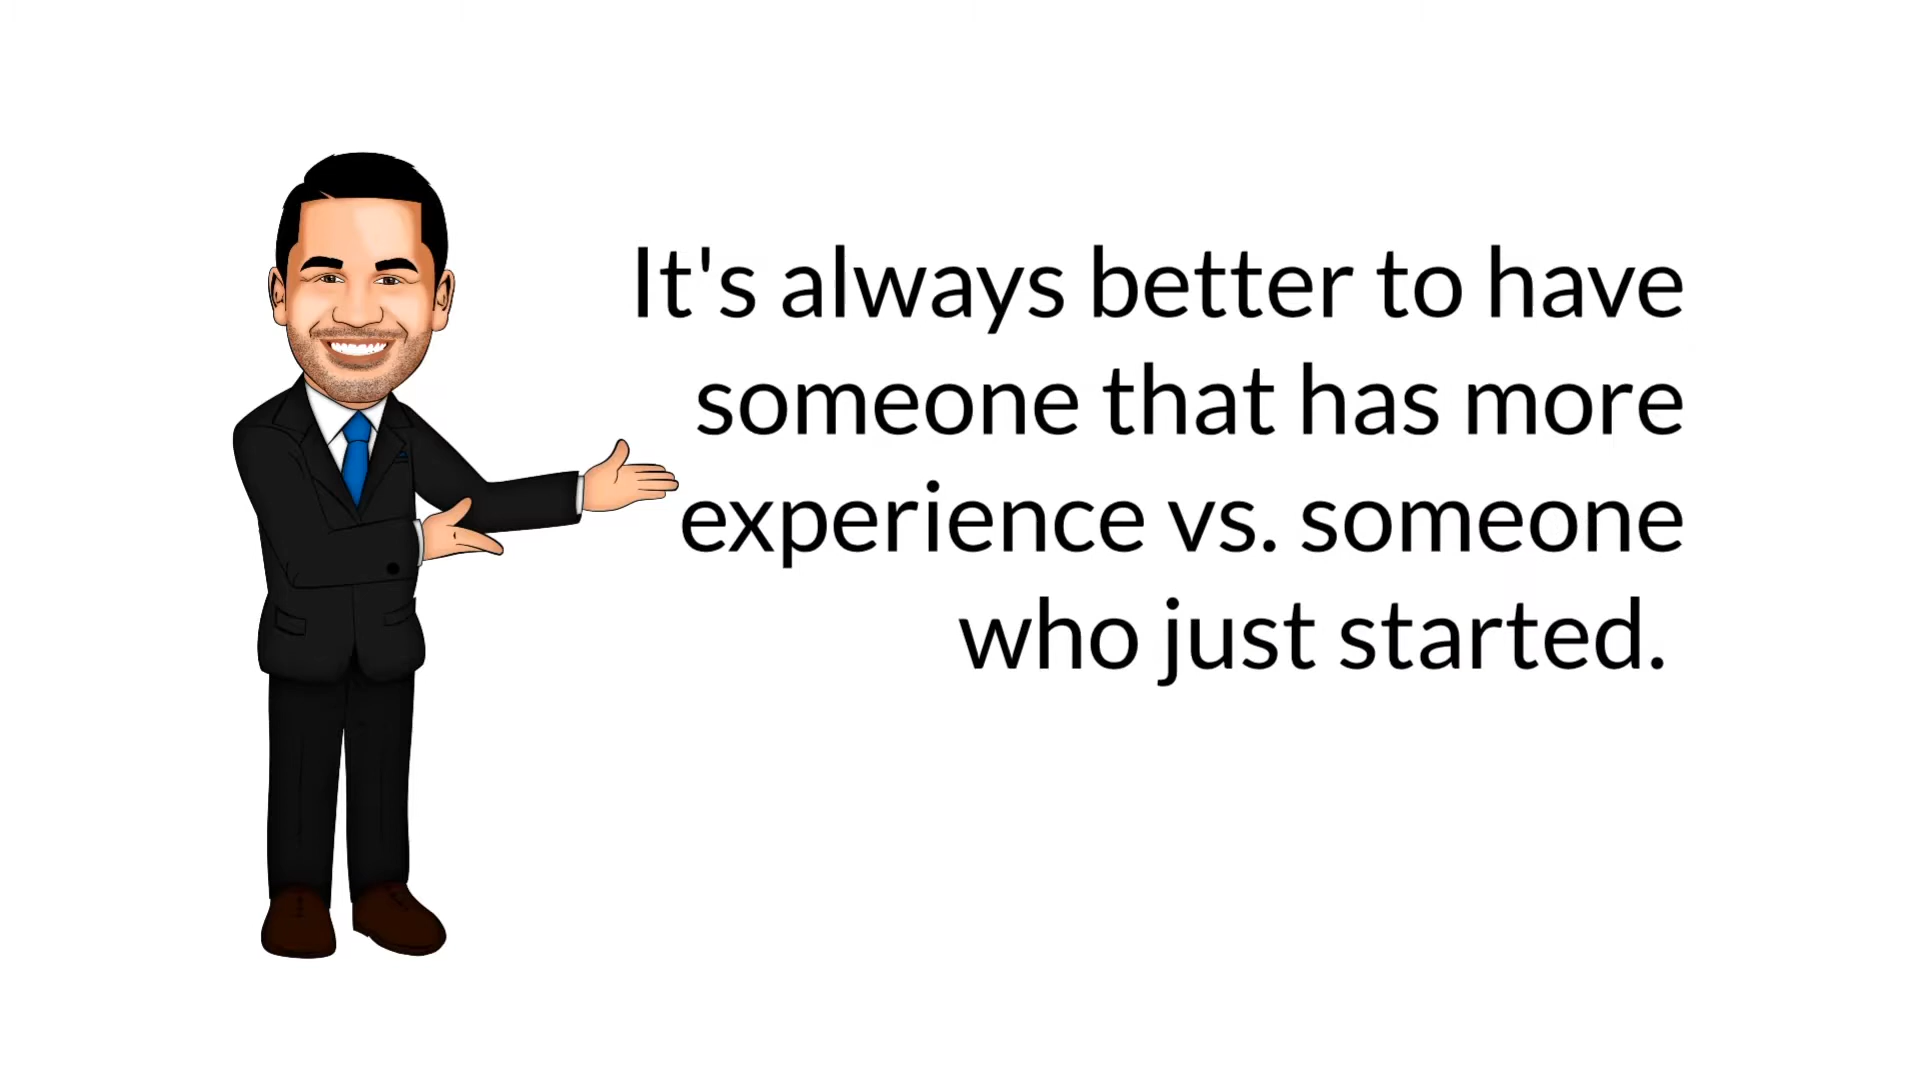 It's always better to have
someone that has more
experience vs. someone
who just started.